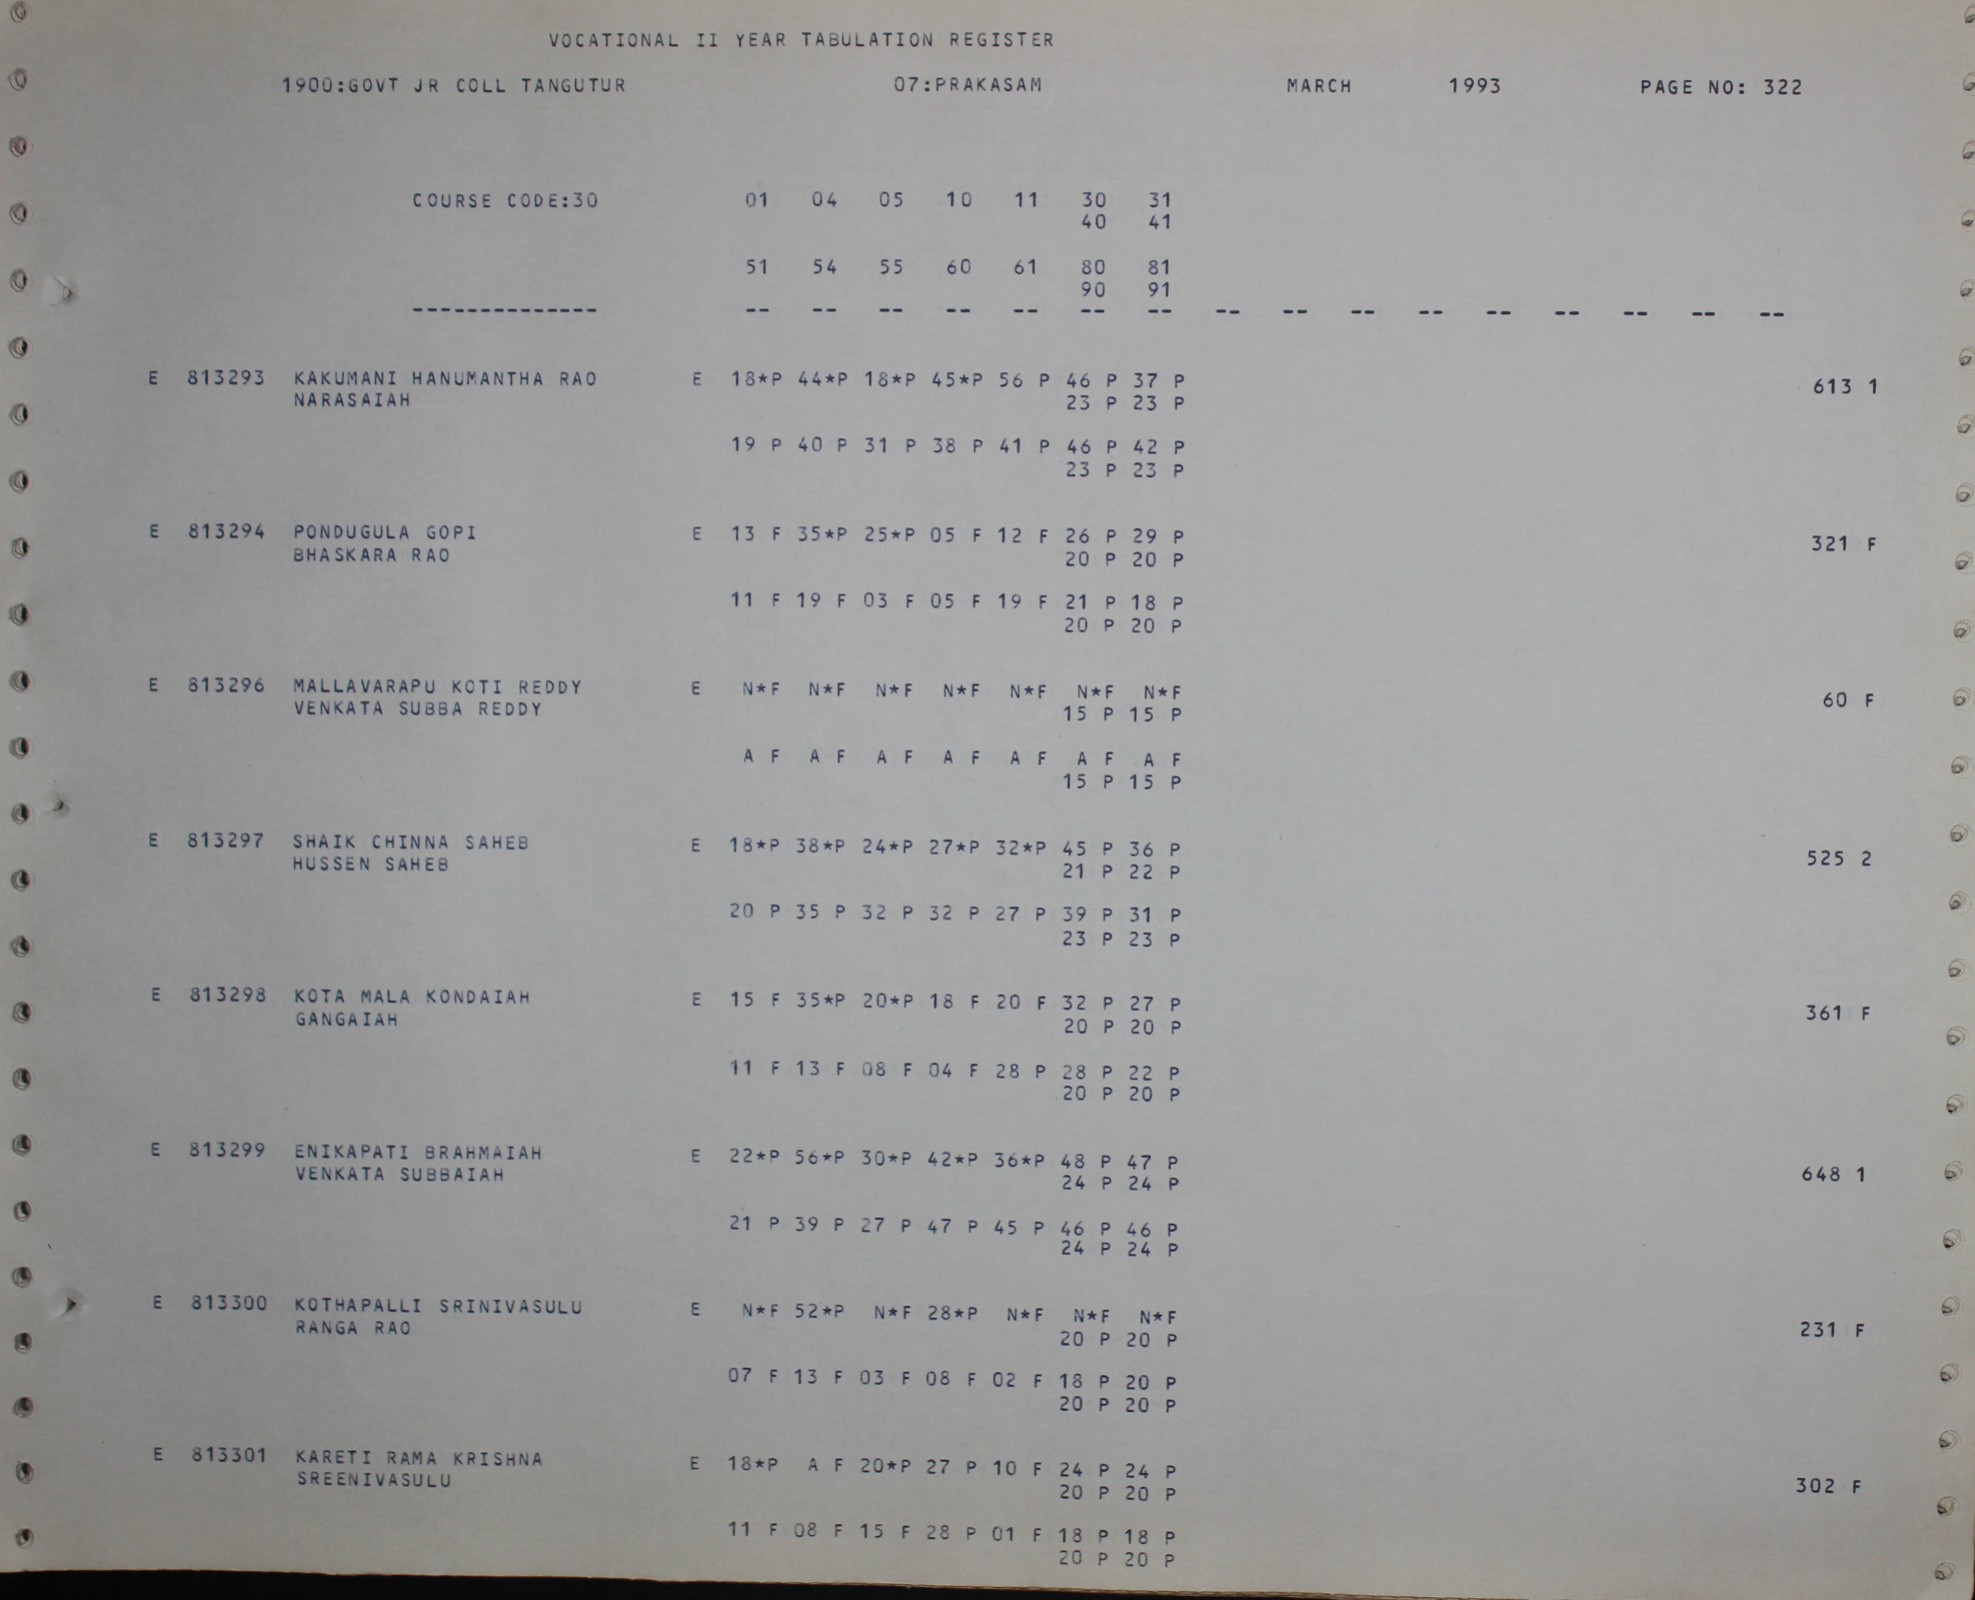 VOCATIONAL II YEAR TABULATION REGISTER
1900:GOVT JR COLL TANGUTUR 07:PRAKASAM MARCH 1993 PAGE NO: 322
COURSE CODE:30 01 04 05 10 11 30 31
40 41
51 54 55 60 61 80 81
90 91
-------------- -- -- -- -- -- -- -- -- -- -- -- -- -- -- -- --
E 813293 KAKUMANI HANUMANTHA RAO E 18*P 44*P 18*P 45*P 56 P 46 P 37 P 613 1
NARASAIAH 23 P 23 P
19 P 40 P 31 P 38 P 41 P 46 P 42 P
23 P 23 P
E 813294 PONDUGULA GOPI E 13 F 35*P 25*P 05 F 12 F 26 P 29 P 321 F
BHASKARA RAO 20 P 20 P
11 F 19 F 03 F 05 F 19 F 21 P 18 P
20 P 20 P
E 813296 MALLAVARAPU KOTI REDDY E N*F N*F N*F N*F N*F N*F N*F 60 F
VENKATA SUBBA REDDY 15 P 15 P
A F A F A F A F A F A F A F
15 P 15 P
E 813297 SHAIK CHINNA SAHEB E 18*P 38*P 24*P 27*P 32*P 45 P 36 P 525 2
HUSSEN SAHEB 21 P 22 P
20 P 35 P 32 P 32 P 27 P 39 P 31 P
23 P 23 P
E 813298 KOTA MALA KONDAIAH E 15 F 35*P 20*P 18 F 20 F 32 P 27 P 361 F
GANGAIAH 20 P 20 P
11 F 13 F 08 F 04 F 28 P 28 P 22 P
20 P 20 P
E 813299 ENIKAPATI BRAHMAIAH E 22*P 56*P 30*P 42*P 36*P 48 P 47 P 648 1
VENKATA SUBBAIAH 24 P 24 P
21 P 39 P 27 P 47 P 45 P 46 P 46 P
24 P 24 P
E 813300 KOTHAPALLI SRINIVASULU E N*F 52*P N*F 28*P N*F N*F N*F 231 F
RANGA RAO 20 P 20 P
07 F 13 F 03 F 08 F 02 F 18 P 20 P
20 P 20 P
E 813301 KARETI RAMA KRISHNA E 18*P A F 20*P 27 P 10 F 24 P 24 P 302 F
SREENIVASULU 20 P 20 P
11 F 08 F 15 F 28 P 01 F 18 P 18 P
20 P 20 P